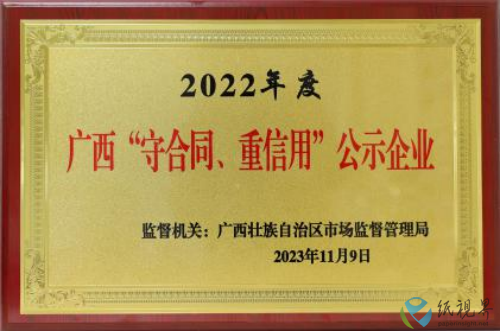 2022年度
广西“守合同、重信用”公示企业
监督机关：广西壮族自治区市场监督管理局
2023年11月9日
纸视界